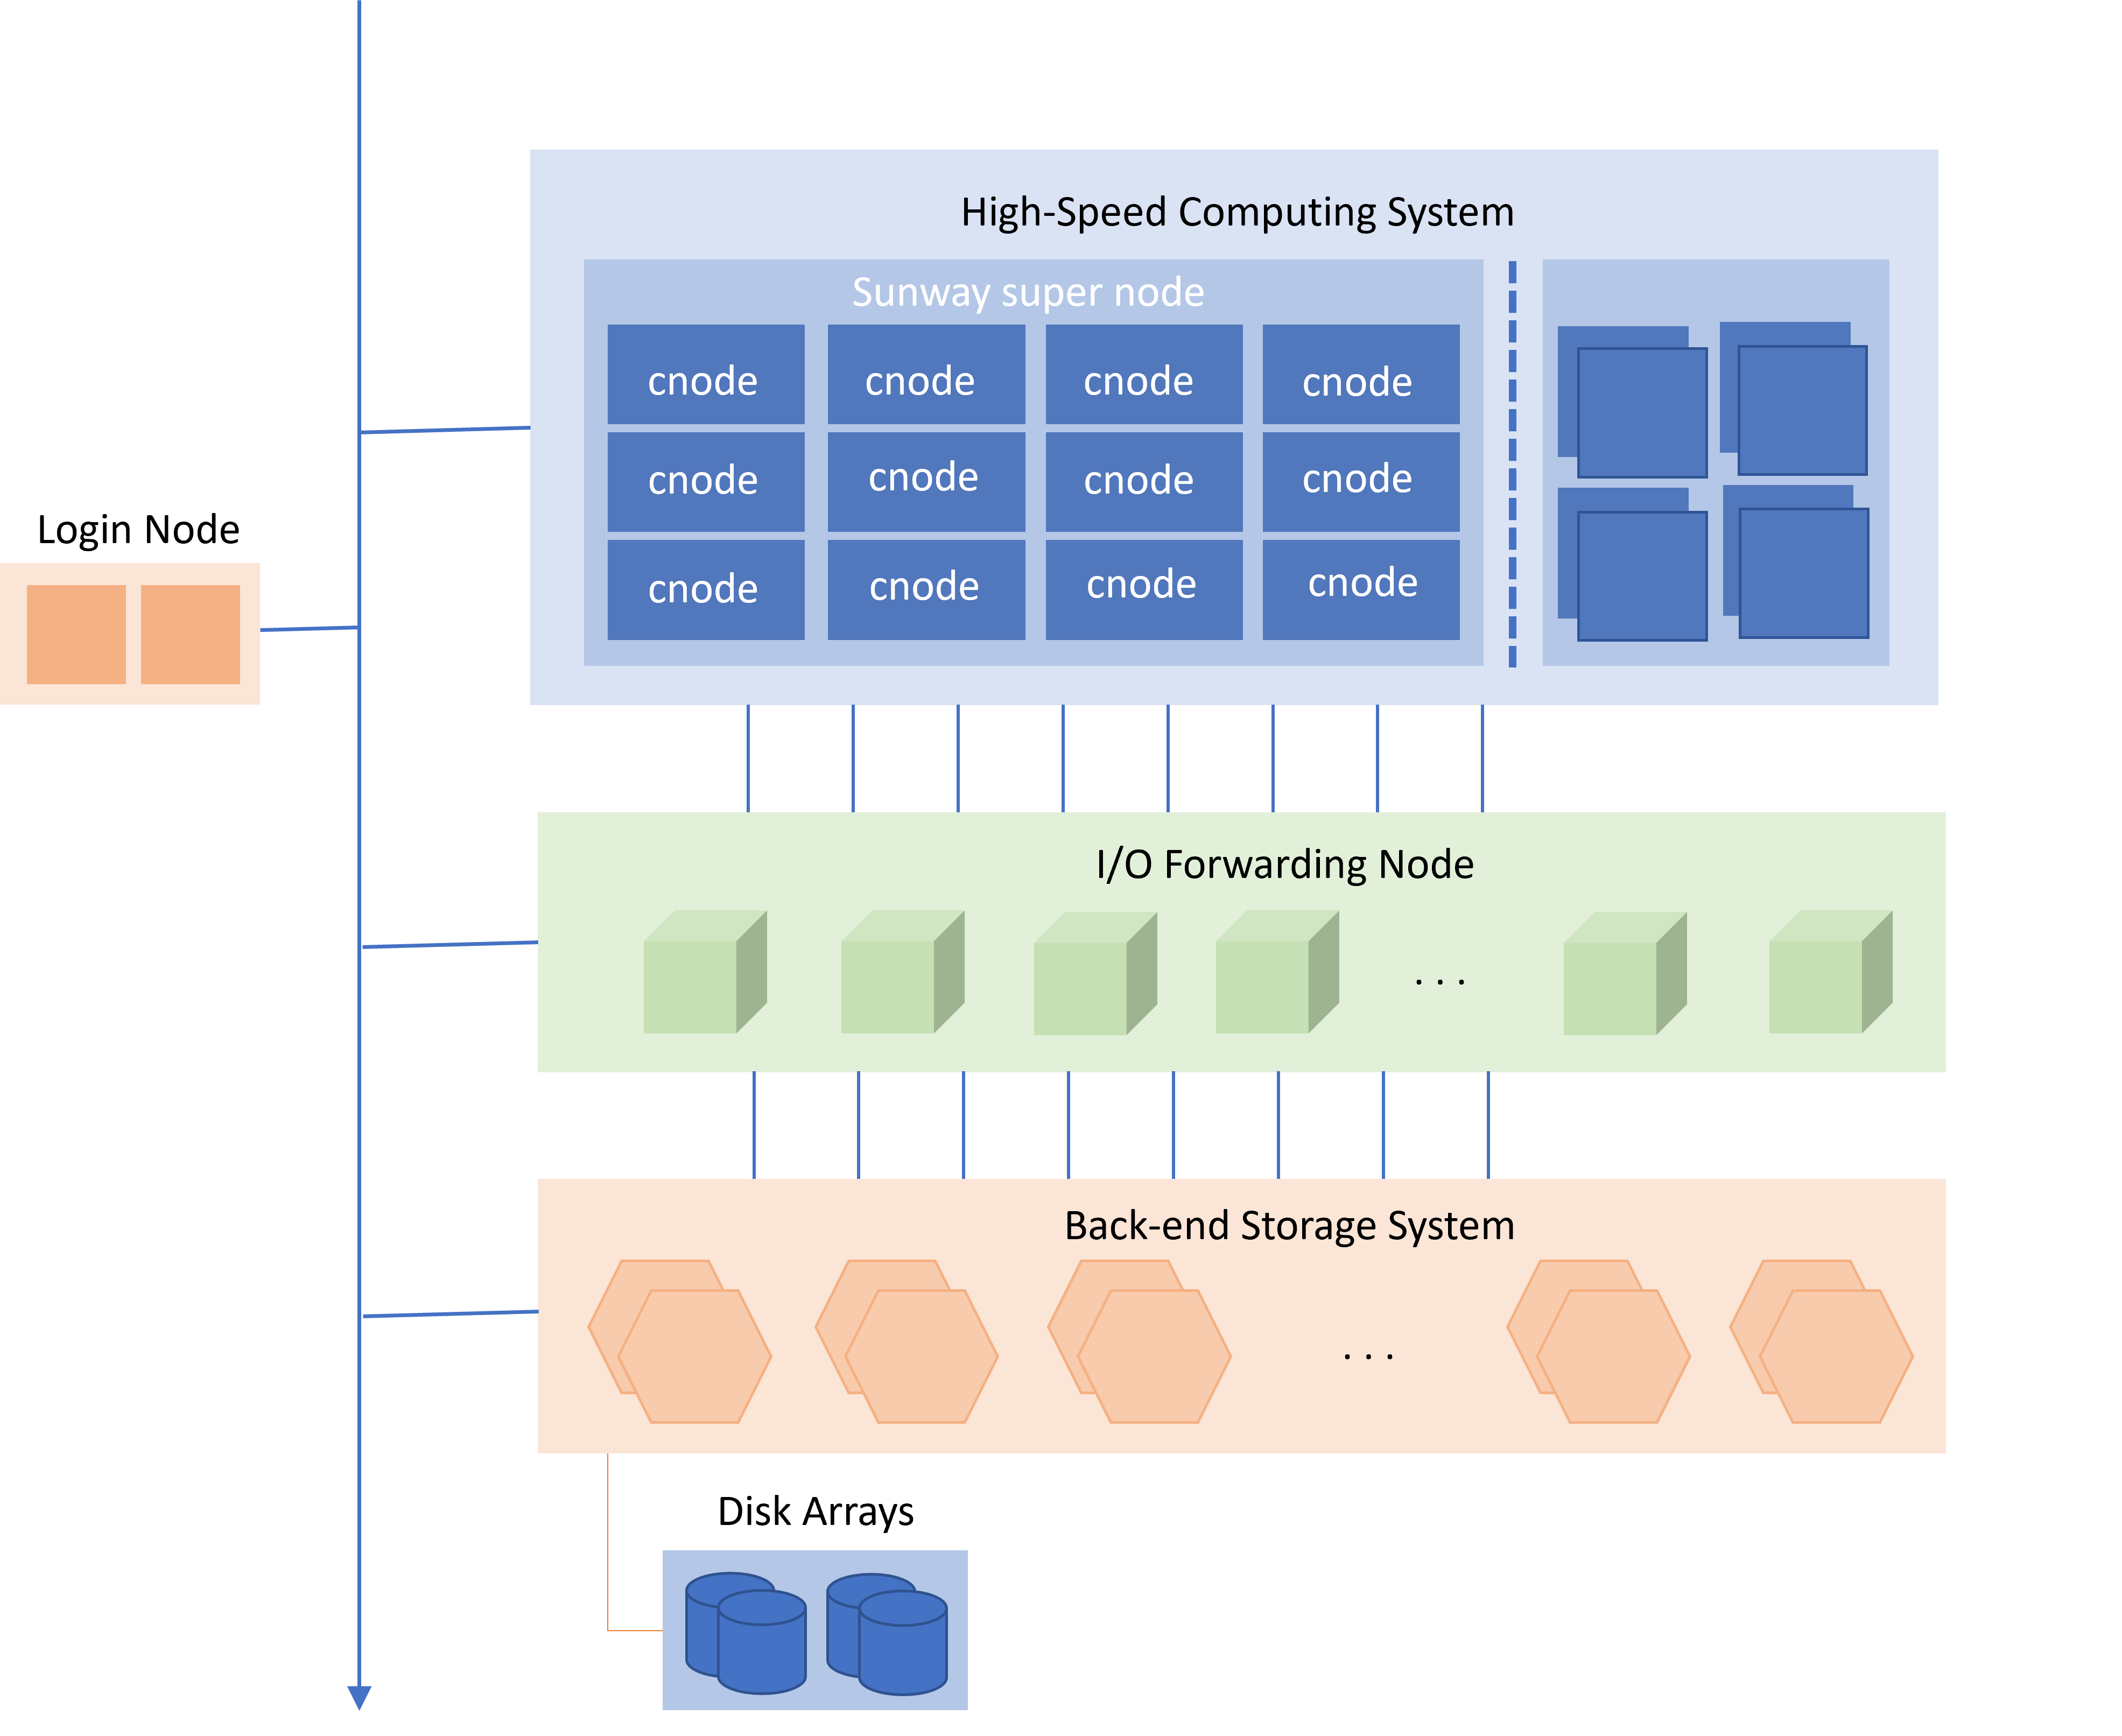 High-Speed Computing System
Sunway super node
cnode cnode cnode cnode
cnode cnode cnode cnode
cnode cnode cnode cnode
Login Node
I/O Forwarding Node
. . .
Back-end Storage System
. . .
Disk Arrays